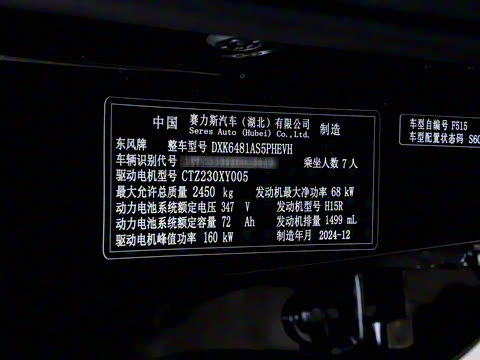 中国 赛力斯汽车（湖北）有限公司 制造
Seres Auto (Hubei) Co.,Ltd.
东风牌 整车型号 DXK6481AS5PHEVH
车辆识别代号 乘坐人数 7 人
驱动电机型号 CTZ230XY005
最大允许总质量 2450 kg 发动机最大净功率 68 kW
动力电池系统额定电压 347 V 发动机型号 H15R
动力电池系统额定容量 72 Ah 发动机排量 1499 mL
驱动电机峰值功率 160 kW 制造年月 2024-12
车型自编号 F515
车型配置状态码 S60